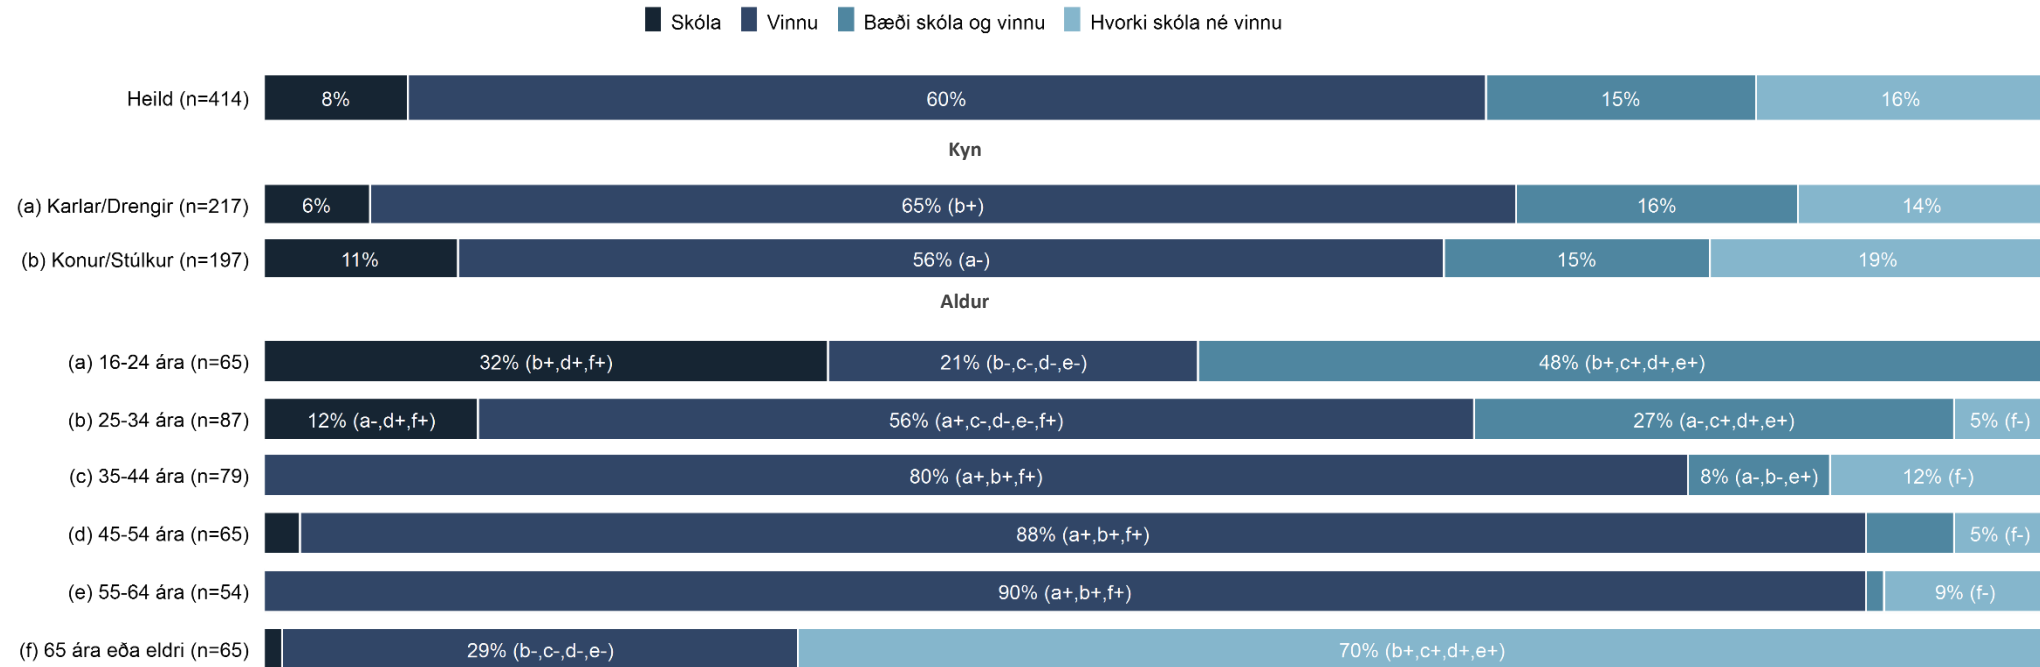 Skóla Vinnu Bæði skóla og vinnu Hvorki skóla né vinnu
Heild (n=414) 8% 60% 15% 16%
Kyn
(a) Karlar/Drengir (n=217) 6% 65% (b+) 16% 14%
(b) Konur/Stúlkur (n=197) 11% 56% (a-) 15% 19%
Aldur
(a) 16-24 ára (n=65) 32% (b+,d+,f+) 21% (b-,c-,d-,e-) 48% (b+,c+,d+,e+)
(b) 25-34 ára (n=87) 12% (a-,d+,f+) 56% (a+,c-,d-,e-,f+) 27% (a-,c+,d+,e+) 5% (f-)
(c) 35-44 ára (n=79) 80% (a+,b+,f+) 8% (a-,b-,e+) 12% (f-)
(d) 45-54 ára (n=65) 88% (a+,b+,f+) 5% (f-)
(e) 55-64 ára (n=54) 90% (a+,b+,f+) 9% (f-)
(f) 65 ára eða eldri (n=65) 29% (b-,c-,d-,e-) 70% (b+,c+,d+,e+)